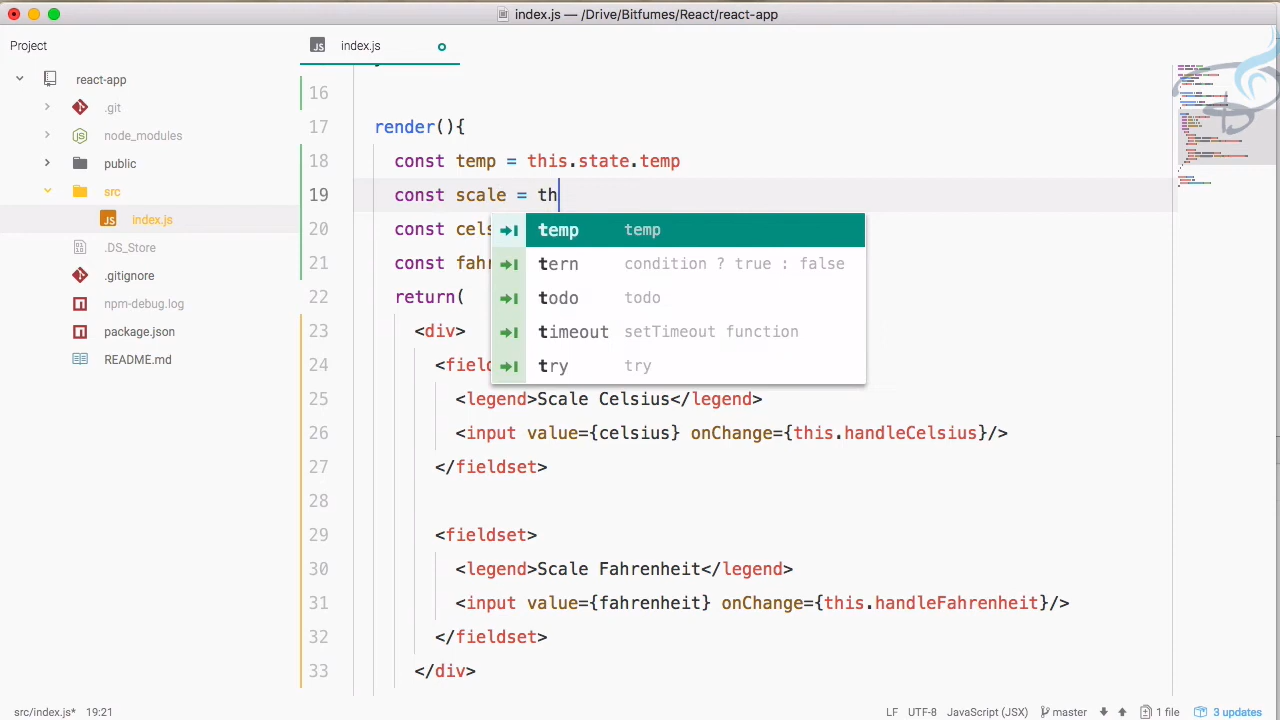 index.js — /Drive/Bitfumes/React/react-app
Project
index.js
react-app
.git
node_modules
public
src
index.js
.DS_Store
.gitignore
npm-debug.log
package.json
README.md
16
17 render(){
18 const temp = this.state.temp
19 const scale = th
20 const cels
21 const fahr
22 return(
23 <div>
24 <field
25 <legend>Scale Celsius</legend>
26 <input value={celsius} onChange={this.handleCelsius}/>
27 </fieldset>
28
29 <fieldset>
30 <legend>Scale Fahrenheit</legend>
31 <input value={fahrenheit} onChange={this.handleFahrenheit}/>
32 </fieldset>
33 </div>
temp temp
tern condition ? true : false
todo todo
timeout setTimeout function
try try
src/index.js* 19:21
LF UTF-8 JavaScript (JSX) master 1 file 3 updates